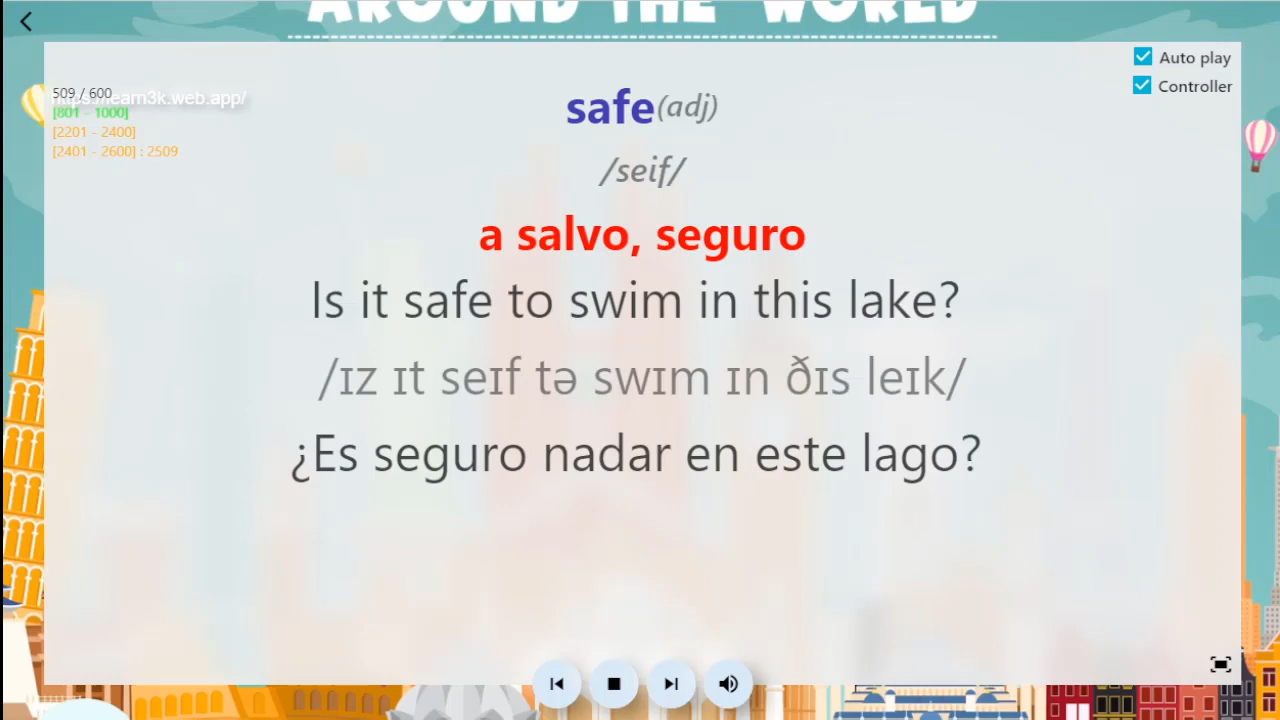 AROUND THE WORLD
Auto play
Controller
509 / 600
https://learn3k.web.app/
[801 - 1000]
[2201 - 2400]
[2401 - 2600] : 2509
safe(adj)
/seif/
a salvo, seguro
Is it safe to swim in this lake?
/ɪz ɪt seɪf tə swɪm ɪn ðɪs leɪk/
¿Es seguro nadar en este lago?